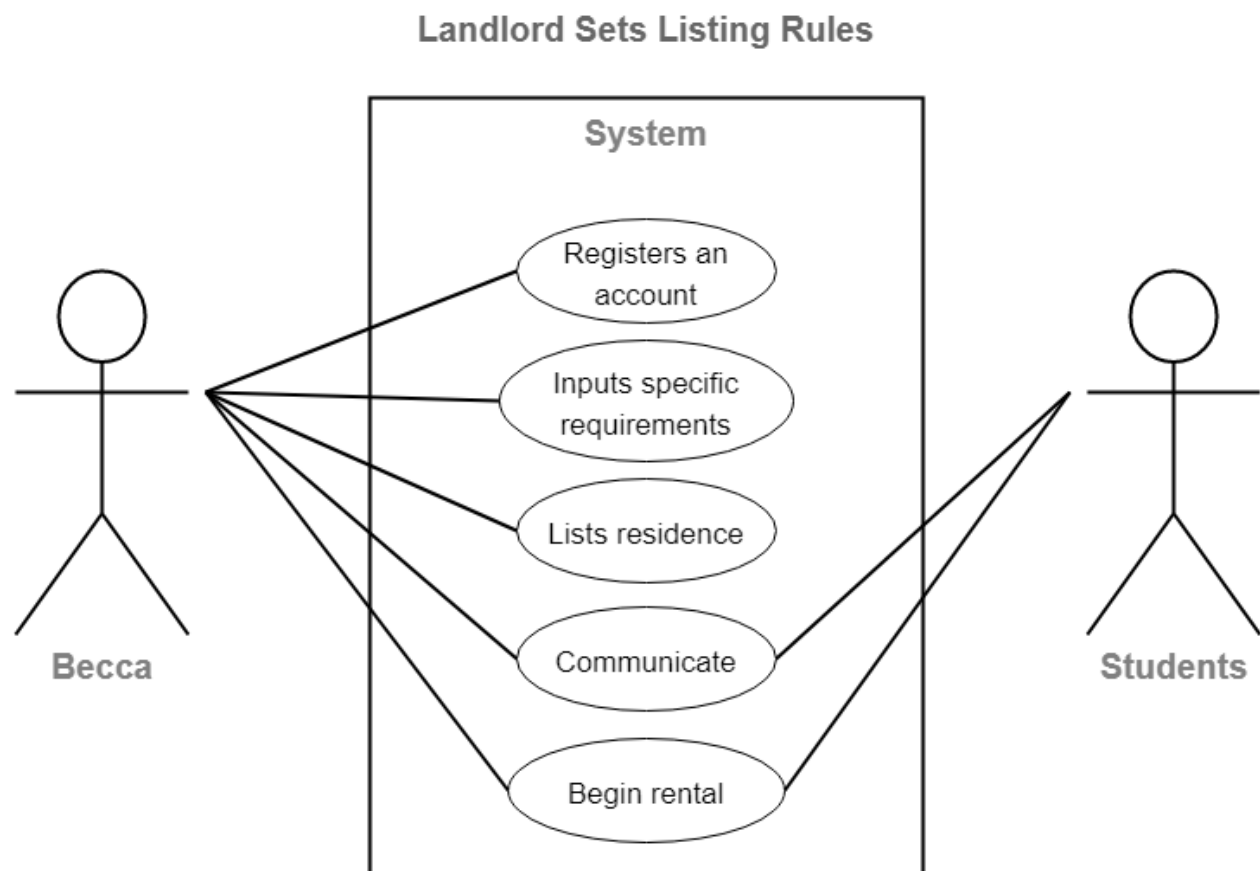 Landlord Sets Listing Rules
System
Registers an
account
Inputs specific
requirements
Lists residence
Communicate
Begin rental
Becca
Students